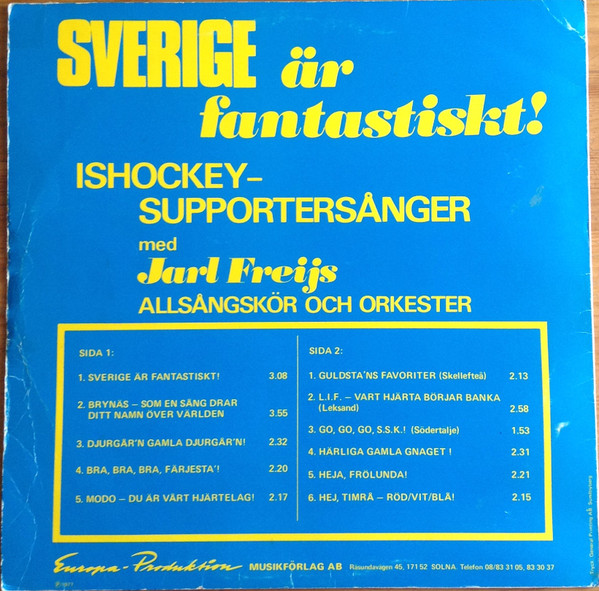 SVERIGE är
fantastiskt!
ISHOCKEY–
SUPPORTERSÅNGER
med
Jarl Freijs
ALLSÅNGSKÖR OCH ORKESTER
SIDA 1:
1. SVERIGE ÄR FANTASTISKT! 3.08
2. BRYNÄS – SOM EN SÄNG DRAR
DITT NAMN ÖVER VÄRLDEN 3.55
3. DJURGÅR'N GAMLA DJURGÅR'N! 2.32
4. BRA, BRA, BRA, FÄRJESTA'! 2.20
5. MODO – DU ÄR VÅRT HJÄRTELAG! 2.17
SIDA 2:
1. GULDSTA'NS FAVORITER (Skellefteå) 2.13
2. L.I.F. – VART HJÄRTA BÖRJAR BANKA
(Leksand) 2.58
3. GO, GO, GO, S.S.K.! (Södertalje) 1.53
4. HÄRLIGA GAMLA GNAGET ! 2.31
5. HEJA, FRÖLUNDA! 2.21
6. HEJ, TIMRÅ – RÖD/VIT/BLÅ! 2.15
Europa-Produktion MUSIKFÖRLAG AB Råsundavägen 45, 171 52 SOLNA. Telefon 08/83 31 05, 83 30 37